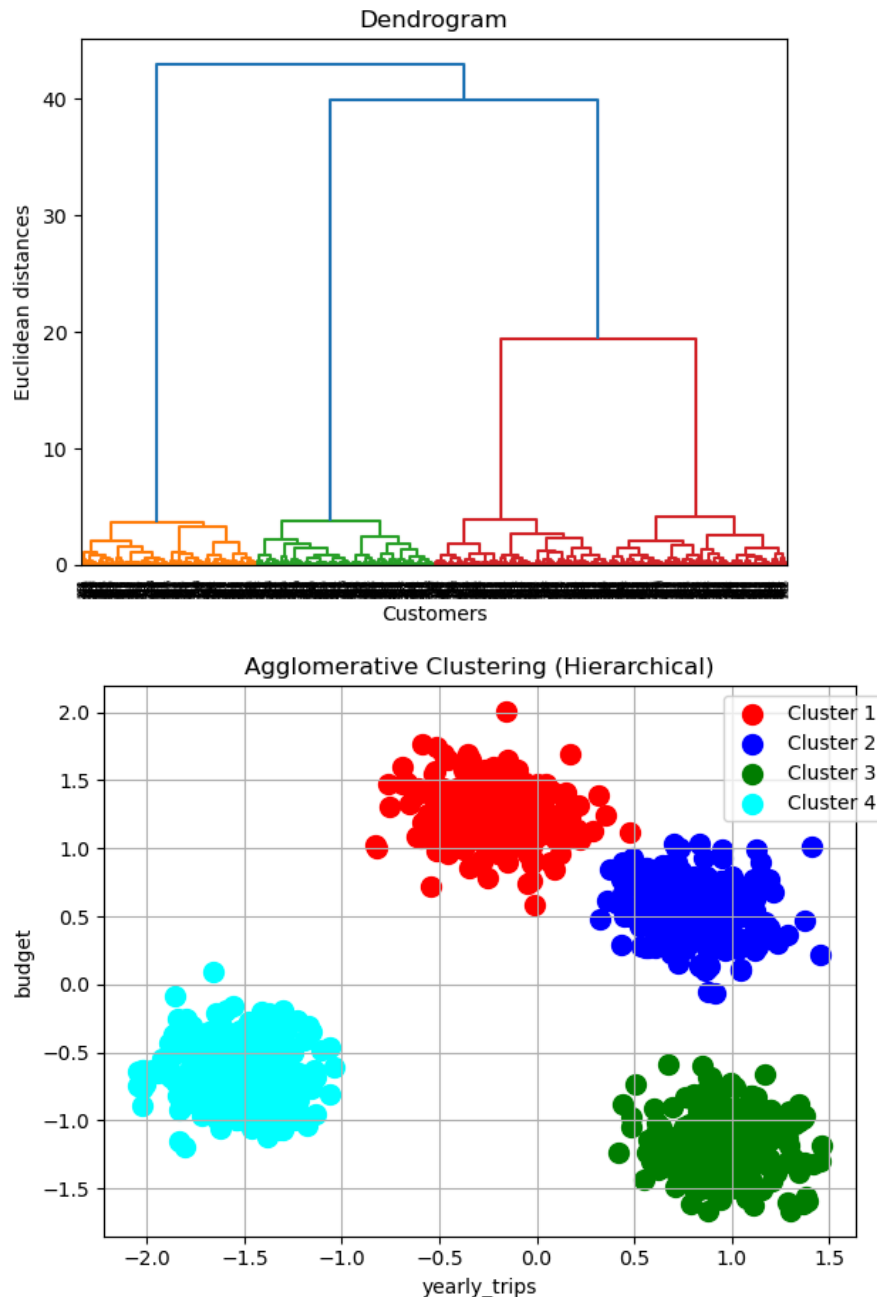 Dendrogram
40
30
20
10
0
Euclidean distances
Customers
Agglomerative Clustering (Hierarchical)
Cluster 1
Cluster 2
Cluster 3
Cluster 4
2.0
1.5
1.0
0.5
0.0
−0.5
−1.0
−1.5
budget
−2.0 −1.5 −1.0 −0.5 0.0 0.5 1.0 1.5
yearly_trips